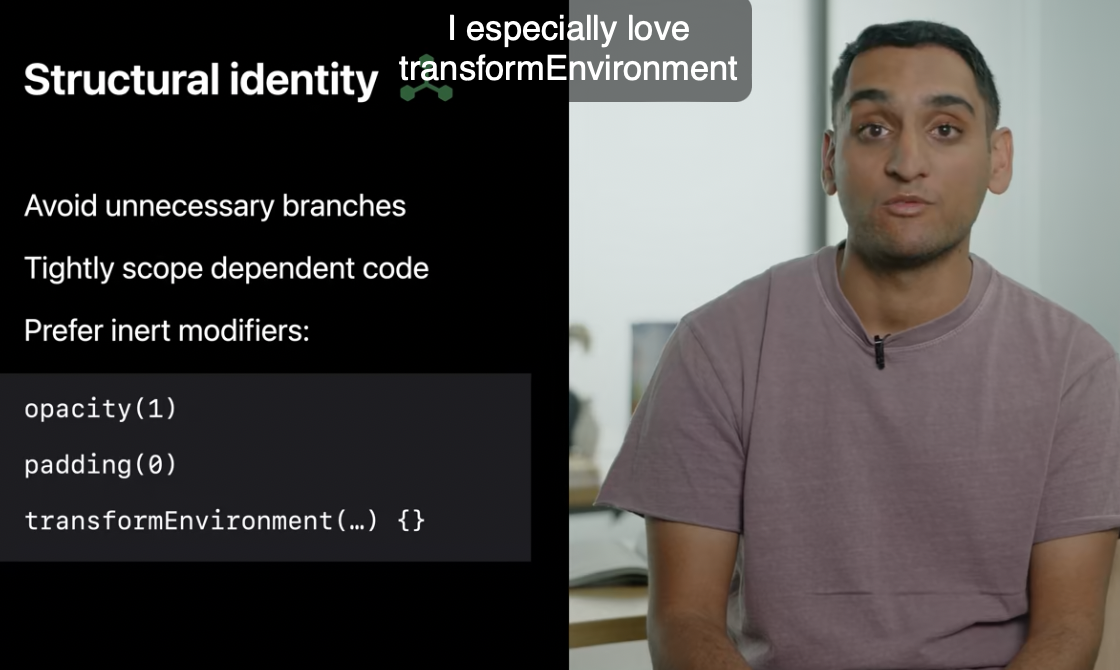 I especially love
transformEnvironment
Structural identity
Avoid unnecessary branches
Tightly scope dependent code
Prefer inert modifiers:
opacity(1)
padding(0)
transformEnvironment(…) {}